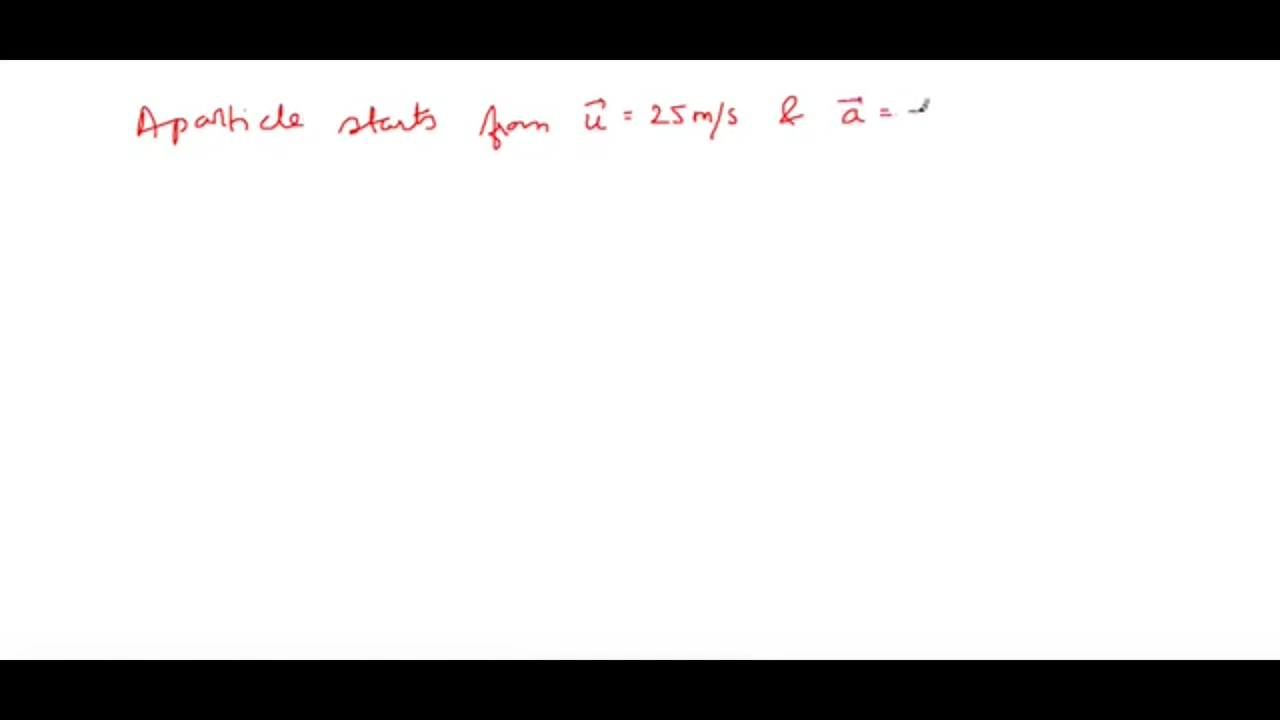 A particle starts from u⃗ = 25 m/s & a⃗ = -